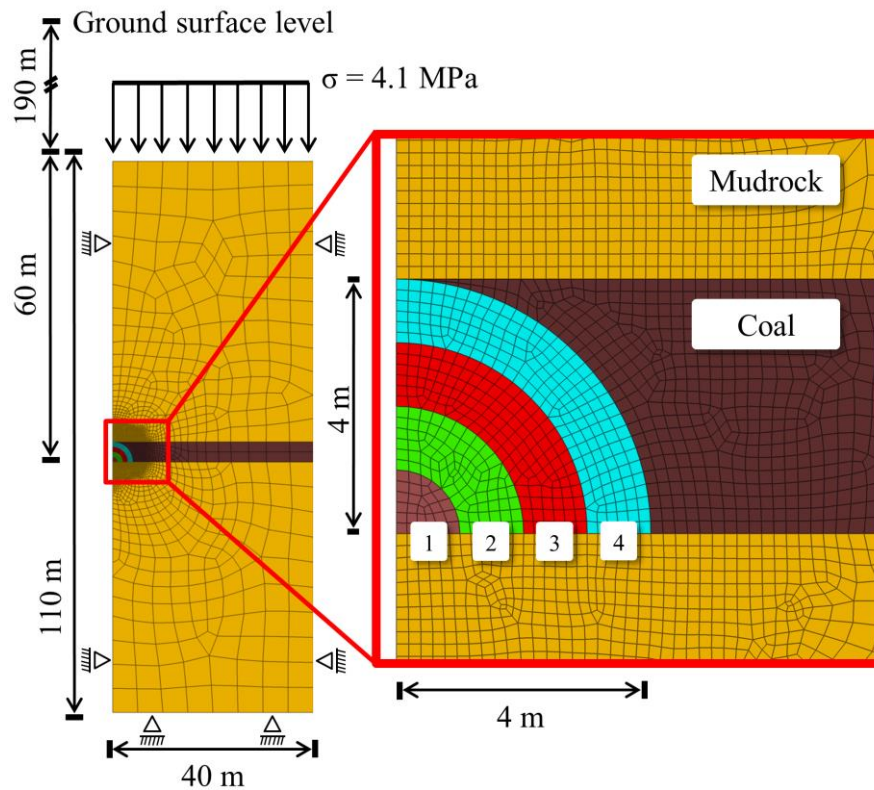 Ground surface level
190 m
σ = 4.1 MPa
60 m
110 m
40 m
Mudrock
Coal
4 m
1 2 3 4
4 m